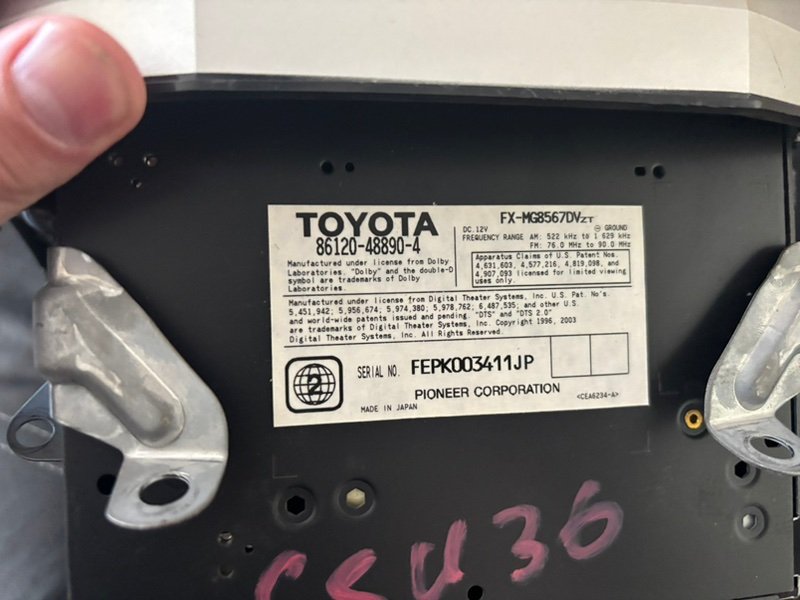 TOYOTA
86120-48890-4
FX-MG8567DVZT
DC.12V ⊖ GROUND
FREQUENCY RANGE AM: 522 kHz to 1 629 kHz
FM: 76.0 MHz to 90.0 MHz
Manufactured under license from Dolby
Laboratories. "Dolby" and the double-D
symbol are trademarks of Dolby
Laboratories.
Apparatus Claims of U.S. Patent Nos.
4,631,603, 4,577,216, 4,819,098, and
4,907,093 licensed for limited viewing
uses only.
Manufactured under license from Digital Theater Systems, Inc. U.S. Pat. No's.
5,451,942; 5,956,674; 5,974,380; 5,978,762; 6,487,535; and other U.S.
and world-wide patents issued and pending. "DTS" and "DTS 2.0"
are trademarks of Digital Theater Systems, Inc. Copyright 1996, 2003
Digital Theater Systems, Inc. All Rights Reserved.
2
SERIAL NO. FEPK003411JP
PIONEER CORPORATION
MADE IN JAPAN
<CEA6234-A>
GSU36